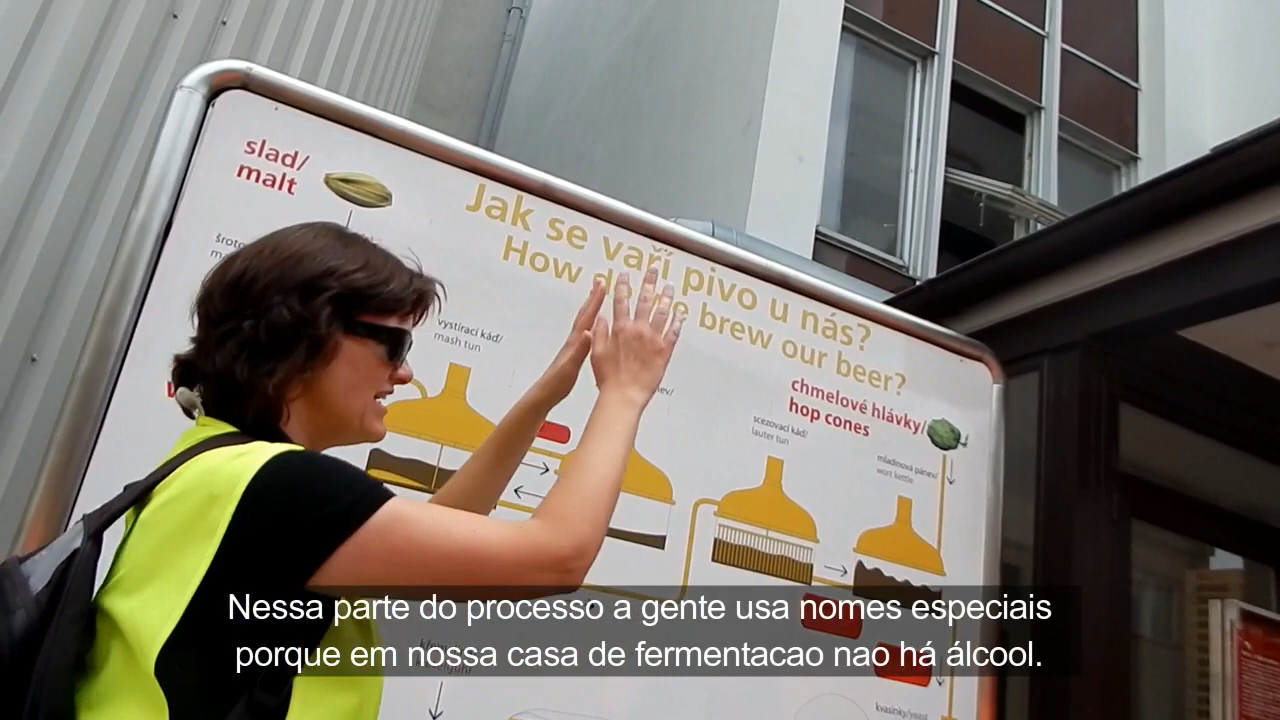 slad/
malt
Jak se vaří pivo u nás?
How do we brew our beer?
vystírací káď/
mash tun
chmelové hlávky/
hop cones
scezovací káď/
lauter tun
mladinová pánev/
wort kettle
kvasinky/yeast
Nessa parte do processo a gente usa nomes especiais
porque em nossa casa de fermentacao nao há álcool.